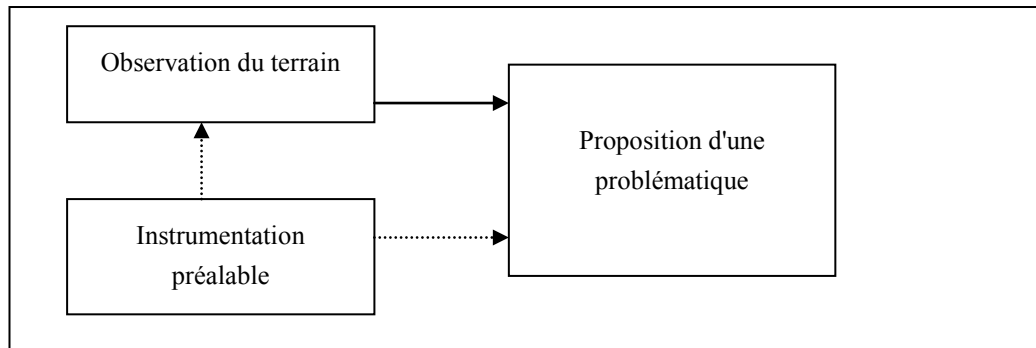 Observation du terrain
Proposition d'une
problématique
Instrumentation
préalable